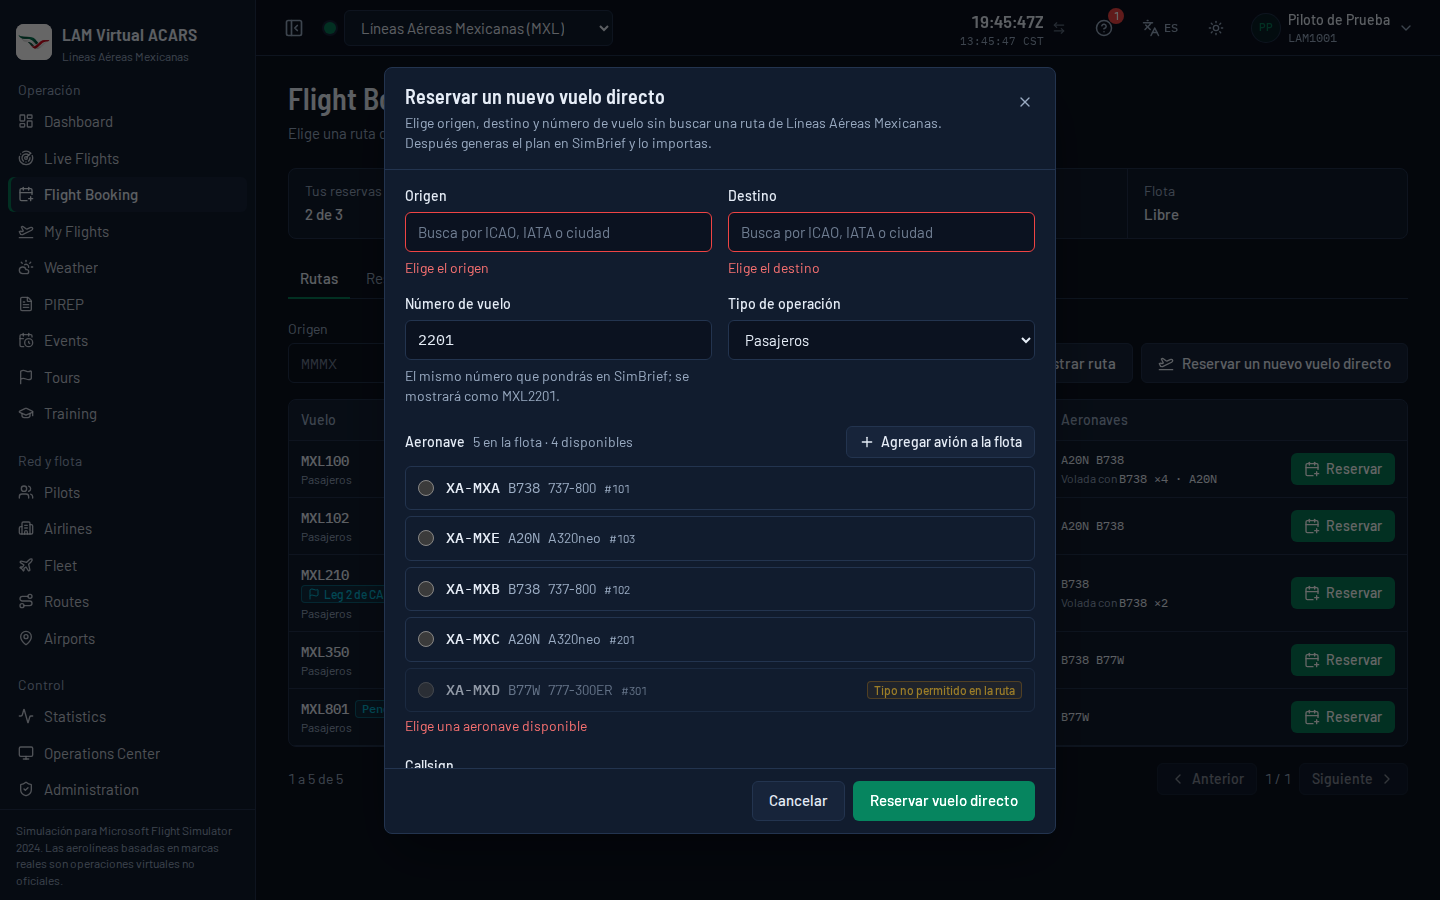 LAM Virtual ACARS
Líneas Aéreas Mexicanas
Operación
Dashboard
Live Flights
Flight Booking
My Flights
Weather
PIREP
Events
Tours
Training
Red y flota
Pilots
Airlines
Fleet
Routes
Airports
Control
Statistics
Operations Center
Administration
Simulación para Microsoft Flight Simulator
2024. Las aerolíneas basadas en marcas
reales son operaciones virtuales no
oficiales.
Líneas Aéreas Mexicanas (MXL)
19:45:47Z
13:45:47 CST
1
ES
PP
Piloto de Prueba
LAM1001
Flight Bo
Elige una ruta
Tus reservas
2 de 3
Flota
Libre
Rutas
Re
Origen
MMMX
strar ruta
Reservar un nuevo vuelo directo
Vuelo
Aeronaves
MXL100
Pasajeros
A20N B738
Volada con B738 ×4 · A20N
Reservar
MXL102
Pasajeros
A20N B738
Reservar
MXL210
Leg 2 de CA
Pasajeros
B738
Volada con B738 ×2
Reservar
MXL350
Pasajeros
B738 B77W
Reservar
MXL801
Pen
Pasajeros
B77W
Reservar
1 a 5 de 5
Anterior
1 / 1
Siguiente
Reservar un nuevo vuelo directo
Elige origen, destino y número de vuelo sin buscar una ruta de Líneas Aéreas Mexicanas.
Después generas el plan en SimBrief y lo importas.
Origen
Destino
Busca por ICAO, IATA o ciudad
Busca por ICAO, IATA o ciudad
Elige el origen
Elige el destino
Número de vuelo
Tipo de operación
2201
Pasajeros
El mismo número que pondrás en SimBrief; se
mostrará como MXL2201.
Aeronave 5 en la flota · 4 disponibles
Agregar avión a la flota
XA-MXA B738 737-800 #101
XA-MXE A20N A320neo #103
XA-MXB B738 737-800 #102
XA-MXC A20N A320neo #201
XA-MXD B77W 777-300ER #301
Tipo no permitido en la ruta
Elige una aeronave disponible
Callsign
Cancelar
Reservar vuelo directo